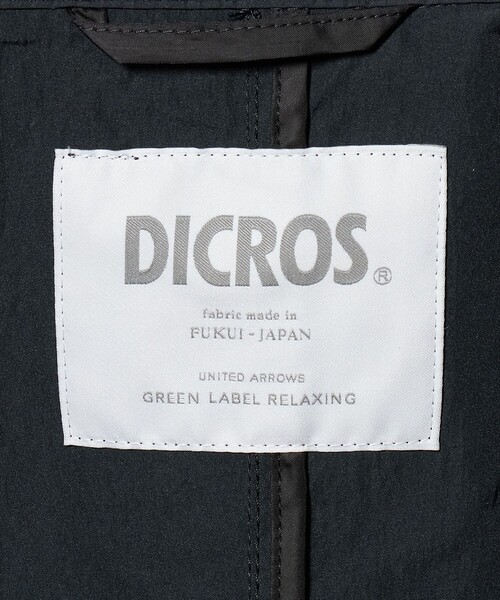 DICROS®
fabric made in
FUKUI-JAPAN
UNITED ARROWS
GREEN LABEL RELAXING